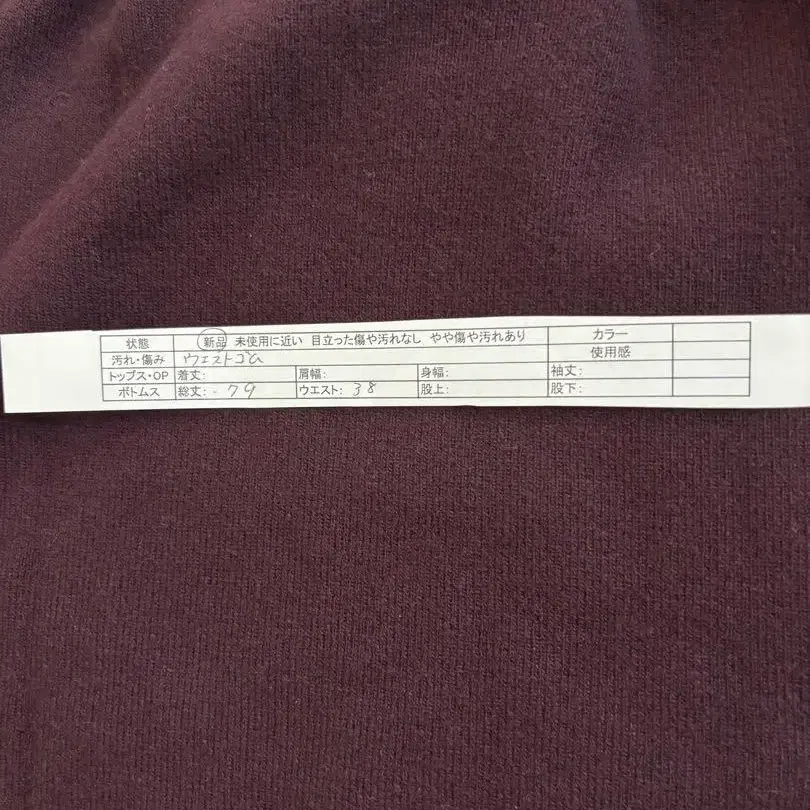 状態 新品 未使用に近い 目立った傷や汚れなし やや傷や汚れあり カラー
汚れ・傷み ウエストゴム 使用感
トップス・OP 着丈: 肩幅: 身幅: 袖丈:
ボトムス 総丈: 79 ウエスト: 38 股上: 股下: